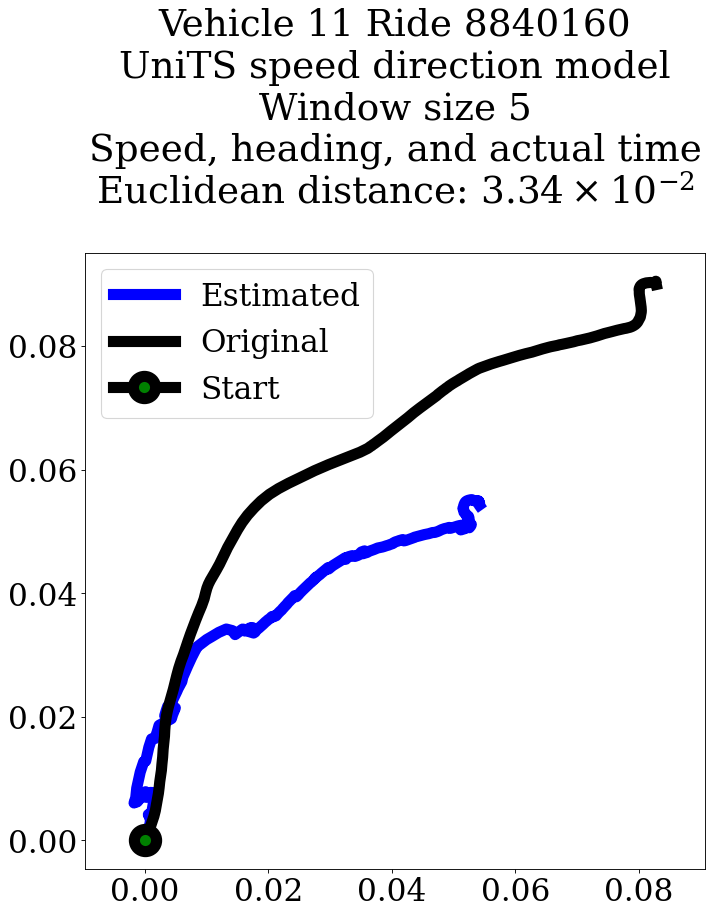 Vehicle 11 Ride 8840160
UniTS speed direction model
Window size 5
Speed, heading, and actual time
Euclidean distance: 3.34 × 10⁻²
Estimated
Original
Start
0.08
0.06
0.04
0.02
0.00
0.00 0.02 0.04 0.06 0.08